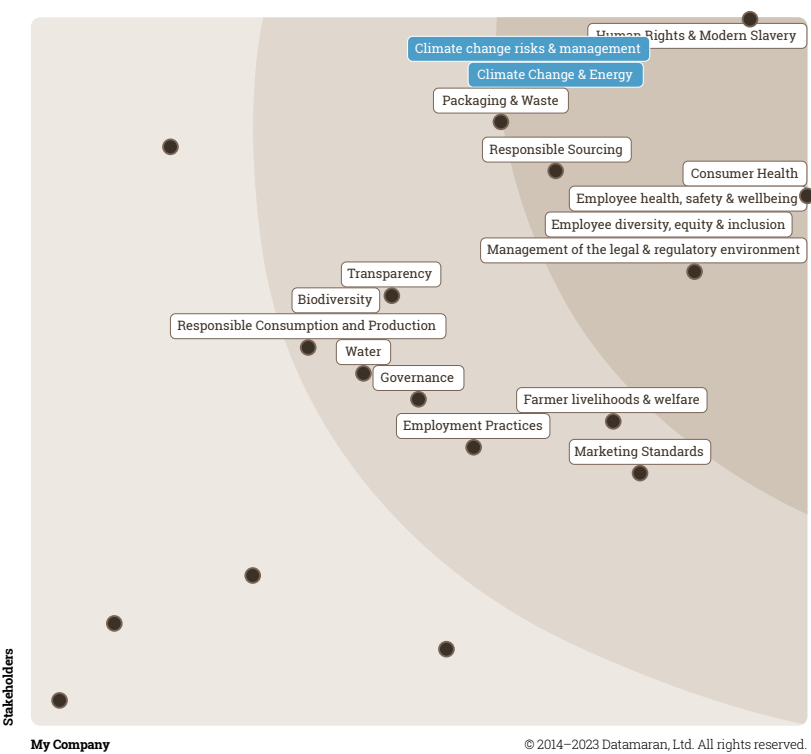 Human Rights & Modern Slavery
Climate change risks & management
Climate Change & Energy
Packaging & Waste
Responsible Sourcing
Consumer Health
Employee health, safety & wellbeing
Employee diversity, equity & inclusion
Management of the legal & regulatory environment
Transparency
Biodiversity
Responsible Consumption and Production
Water
Governance
Farmer livelihoods & welfare
Employment Practices
Marketing Standards
Stakeholders
My Company
© 2014–2023 Datamaran, Ltd. All rights reserved.